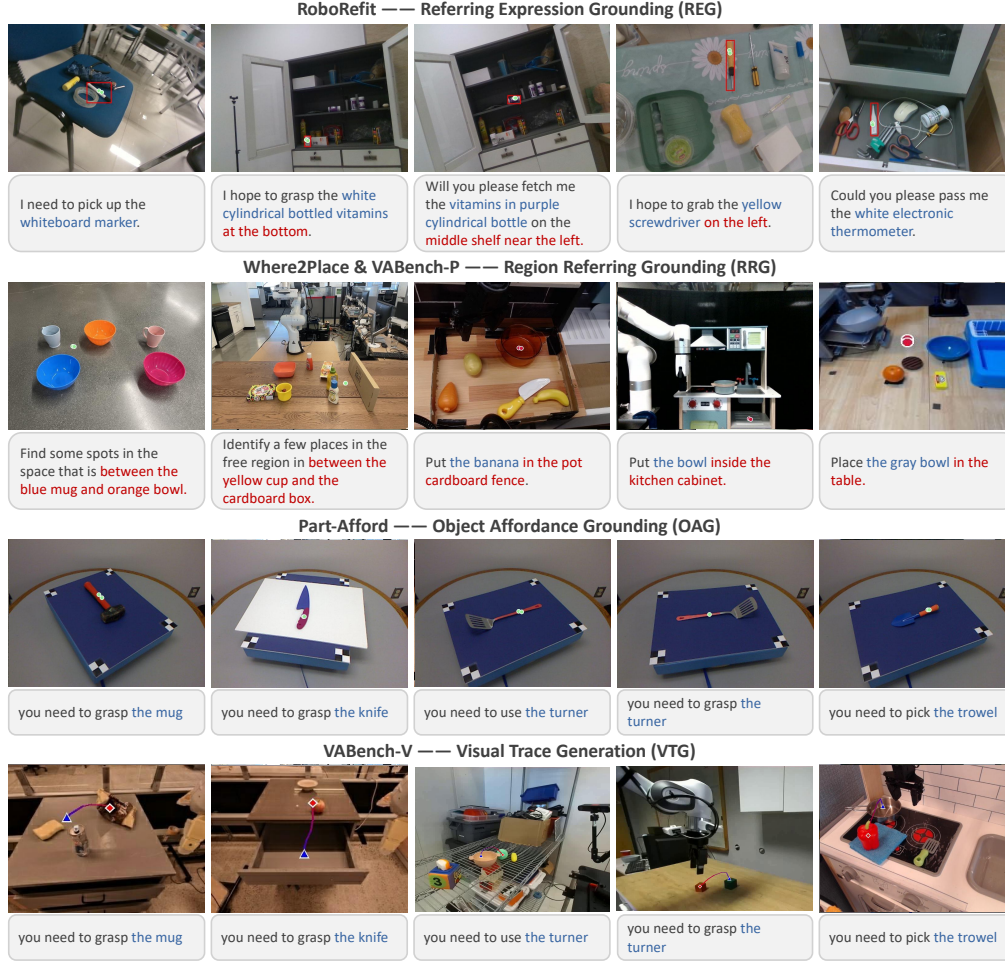 RoboRefit —— Referring Expression Grounding (REG)
I need to pick up the
whiteboard marker.
I hope to grasp the white
cylindrical bottled vitamins
at the bottom.
Will you please fetch me
the vitamins in purple
cylindrical bottle on the
middle shelf near the left.
I hope to grab the yellow
screwdriver on the left.
Could you please pass me
the white electronic
thermometer.
Where2Place & VABench-P —— Region Referring Grounding (RRG)
Find some spots in the
space that is between the
blue mug and orange bowl.
Identify a few places in the
free region in between the
yellow cup and the
cardboard box.
Put the banana in the pot
cardboard fence.
Put the bowl inside the
kitchen cabinet.
Place the gray bowl in the
table.
Part-Afford —— Object Affordance Grounding (OAG)
you need to grasp the mug
you need to grasp the knife
you need to use the turner
you need to grasp the
turner
you need to pick the trowel
VABench-V —— Visual Trace Generation (VTG)
you need to grasp the mug
you need to grasp the knife
you need to use the turner
you need to grasp the
turner
you need to pick the trowel